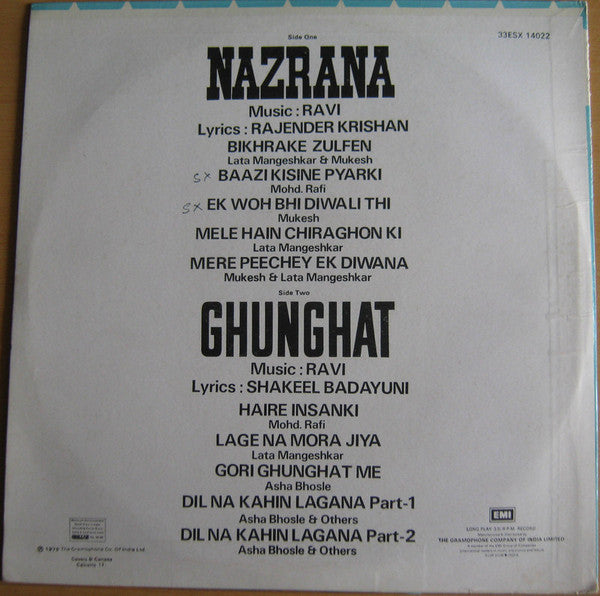 Side One
33ESX 14022
NAZRANA
Music : RAVI
Lyrics : RAJENDER KRISHAN
BIKHRAKE ZULFEN
Lata Mangeshkar & Mukesh
SX BAAZI KISINE PYARKI
Mohd. Rafi
SX EK WOH BHI DIWALI THI
Mukesh
MELE HAIN CHIRAGHON KI
Lata Mangeshkar
MERE PEECHEY EK DIWANA
Mukesh & Lata Mangeshkar
Side Two
GHUNGHAT
Music : RAVI
Lyrics : SHAKEEL BADAYUNI
HAIRE INSANKI
Mohd. Rafi
LAGE NA MORA JIYA
Lata Mangeshkar
GORI GHUNGHAT ME
Asha Bhosle
DIL NA KAHIN LAGANA Part-1
Asha Bhosle & Others
DIL NA KAHIN LAGANA Part-2
Asha Bhosle & Others
℗ 1979 The Gramophone Co. Of India Ltd.
EMI
LONG PLAY 33⅓ R.P.M. RECORD
THE GRAMOPHONE COMPANY OF INDIA LIMITED